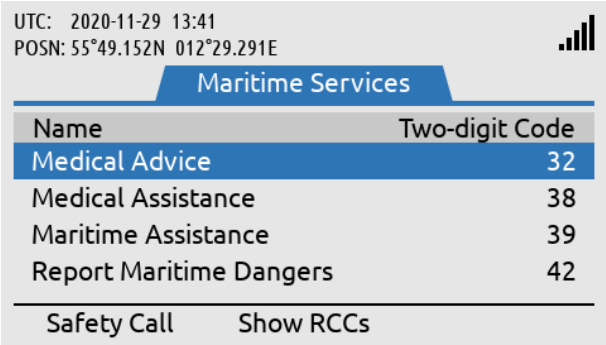 UTC: 2020-11-29 13:41
POSN: 55°49.152N 012°29.291E
Maritime Services
Name Two-digit Code
Medical Advice 32
Medical Assistance 38
Maritime Assistance 39
Report Maritime Dangers 42
Safety Call Show RCCs